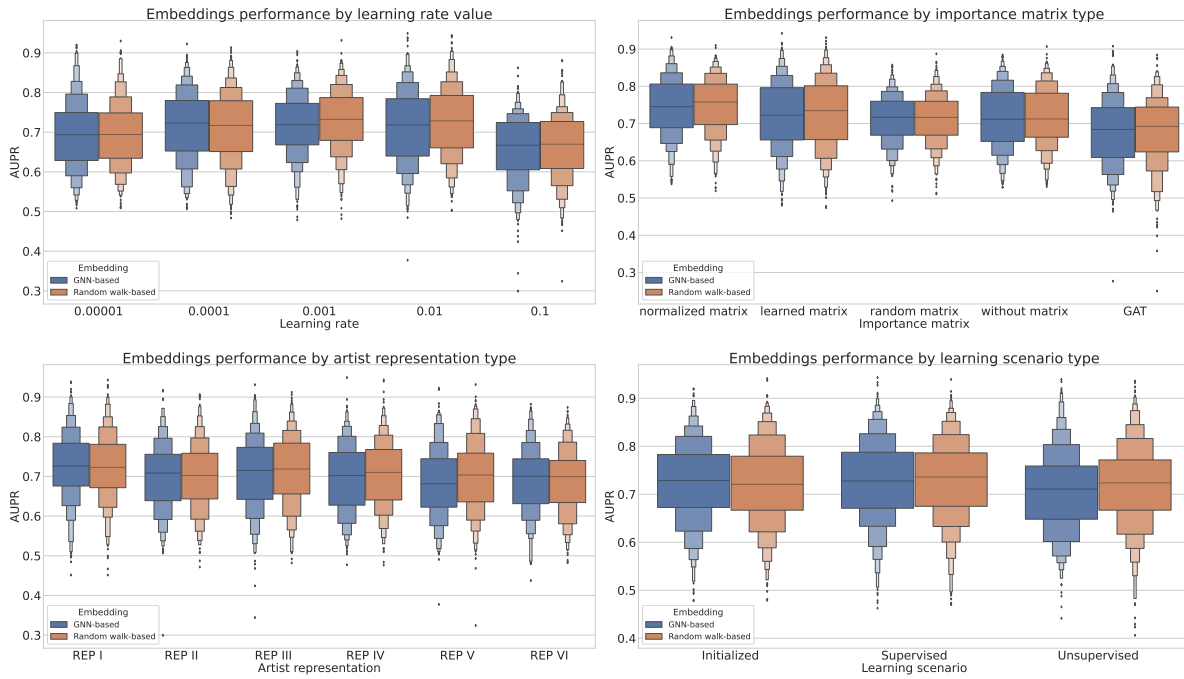 Embeddings performance by learning rate value
AUPR
0.9
0.8
0.7
0.6
0.5
0.4
0.3
Embedding
GNN-based
Random walk-based
0.00001 0.0001 0.001 0.01 0.1
Learning rate
Embeddings performance by importance matrix type
AUPR
0.9
0.8
0.7
0.6
0.5
0.4
0.3
Embedding
GNN-based
Random walk-based
normalized matrix learned matrix random matrix without matrix GAT
Importance matrix
Embeddings performance by artist representation type
AUPR
0.9
0.8
0.7
0.6
0.5
0.4
0.3
Embedding
GNN-based
Random walk-based
REP I REP II REP III REP IV REP V REP VI
Artist representation
Embeddings performance by learning scenario type
AUPR
0.9
0.8
0.7
0.6
0.5
0.4
Embedding
GNN-based
Random walk-based
Initialized Supervised Unsupervised
Learning scenario